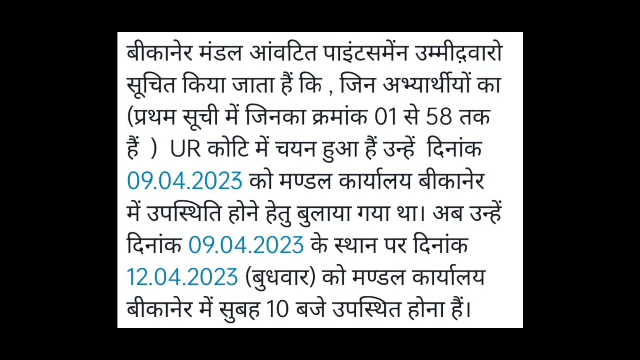 बीकानेर मंडल आंवटित पाइंटसमेंन उम्मीद़वारो
सूचित किया जाता हैं कि , जिन अभ्यार्थीयों का
(प्रथम सूची में जिनका क्रमांक 01 से 58 तक
हैं ) UR कोटि में चयन हुआ हैं उन्हें दिनांक
09.04.2023 को मण्डल कार्यालय बीकानेर
में उपस्थिति होने हेतु बुलाया गया था। अब उन्हें
दिनांक 09.04.2023 के स्थान पर दिनांक
12.04.2023 (बुधवार) को मण्डल कार्यालय
बीकानेर में सुबह 10 बजे उपस्थित होना हैं।